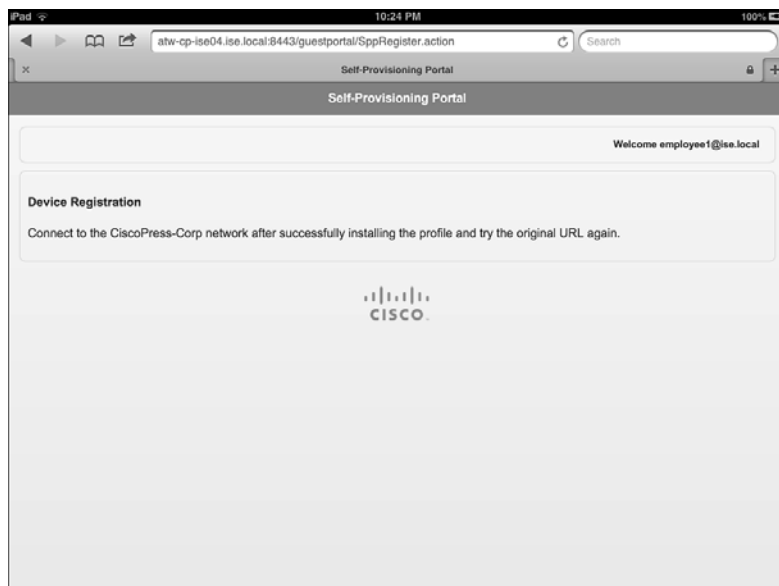 iPad 10:24 PM 100%
atw-cp-ise04.ise.local:8443/guestportal/SppRegister.action Search
Self-Provisioning Portal
Self-Provisioning Portal
Welcome employee1@ise.local
Device Registration
Connect to the CiscoPress-Corp network after successfully installing the profile and try the original URL again.
CISCO